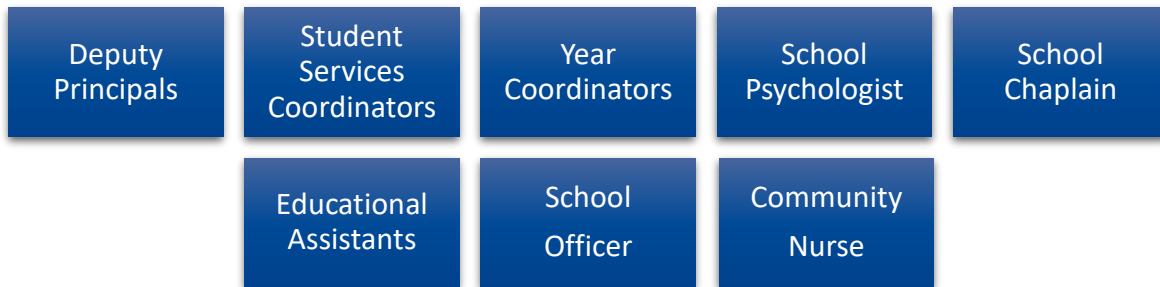 Deputy
Principals
Student
Services
Coordinators
Year
Coordinators
School
Psychologist
School
Chaplain
Educational
Assistants
School
Officer
Community
Nurse